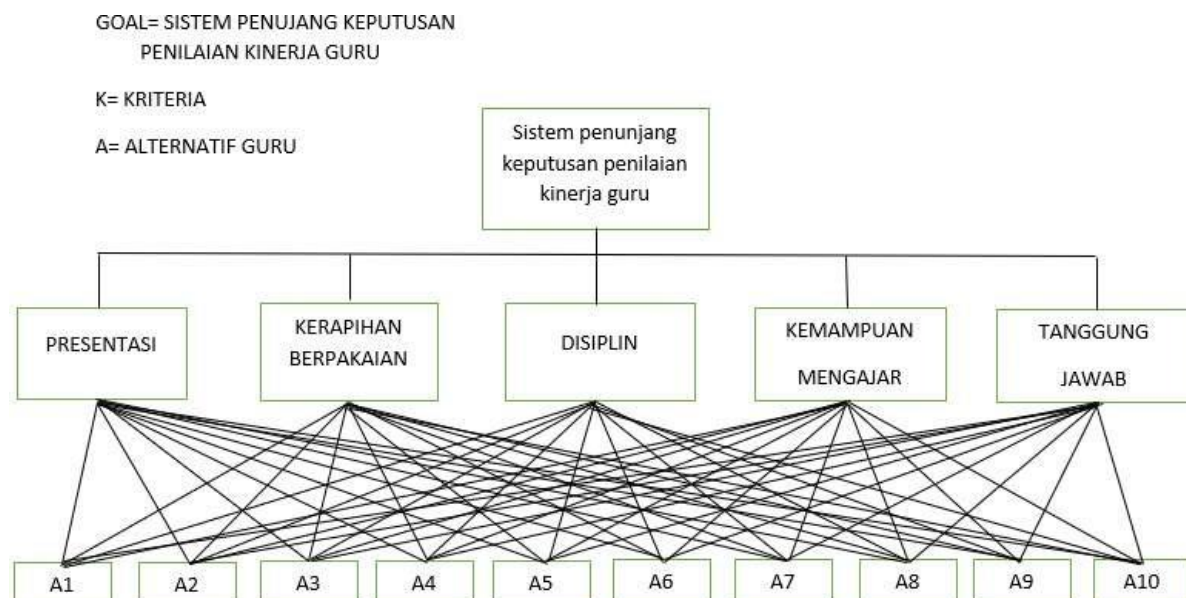 GOAL= SISTEM PENUJANG KEPUTUSAN
PENILAIAN KINERJA GURU
K= KRITERIA
A= ALTERNATIF GURU
Sistem penunjang
keputusan penilaian
kinerja guru
PRESENTASI
KERAPIHAN
BERPAKAIAN
DISIPLIN
KEMAMPUAN
MENGAJAR
TANGGUNG
JAWAB
A1
A2
A3
A4
A5
A6
A7
A8
A9
A10